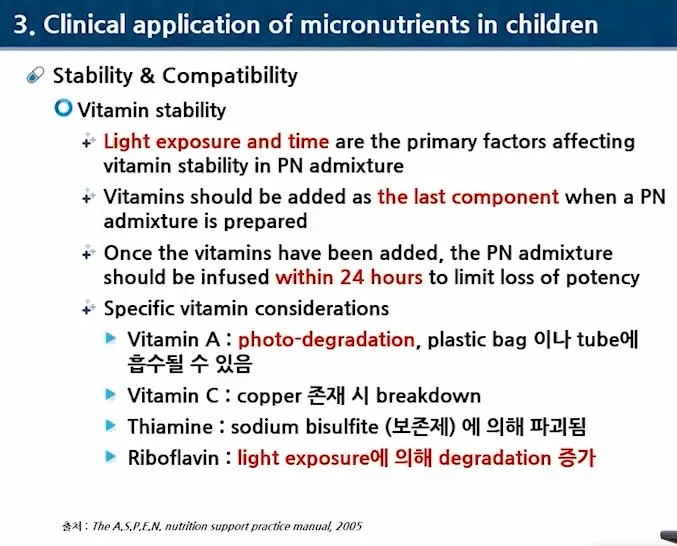 3. Clinical application of micronutrients in children
Stability & Compatibility
Vitamin stability
Light exposure and time are the primary factors affecting
vitamin stability in PN admixture
Vitamins should be added as the last component when a PN
admixture is prepared
Once the vitamins have been added, the PN admixture
should be infused within 24 hours to limit loss of potency
Specific vitamin considerations
Vitamin A : photo-degradation, plastic bag 이나 tube에
흡수될 수 있음
Vitamin C : copper 존재 시 breakdown
Thiamine : sodium bisulfite (보존제) 에 의해 파괴됨
Riboflavin : light exposure에 의해 degradation 증가
출처 : The A.S.P.E.N. nutrition support practice manual, 2005